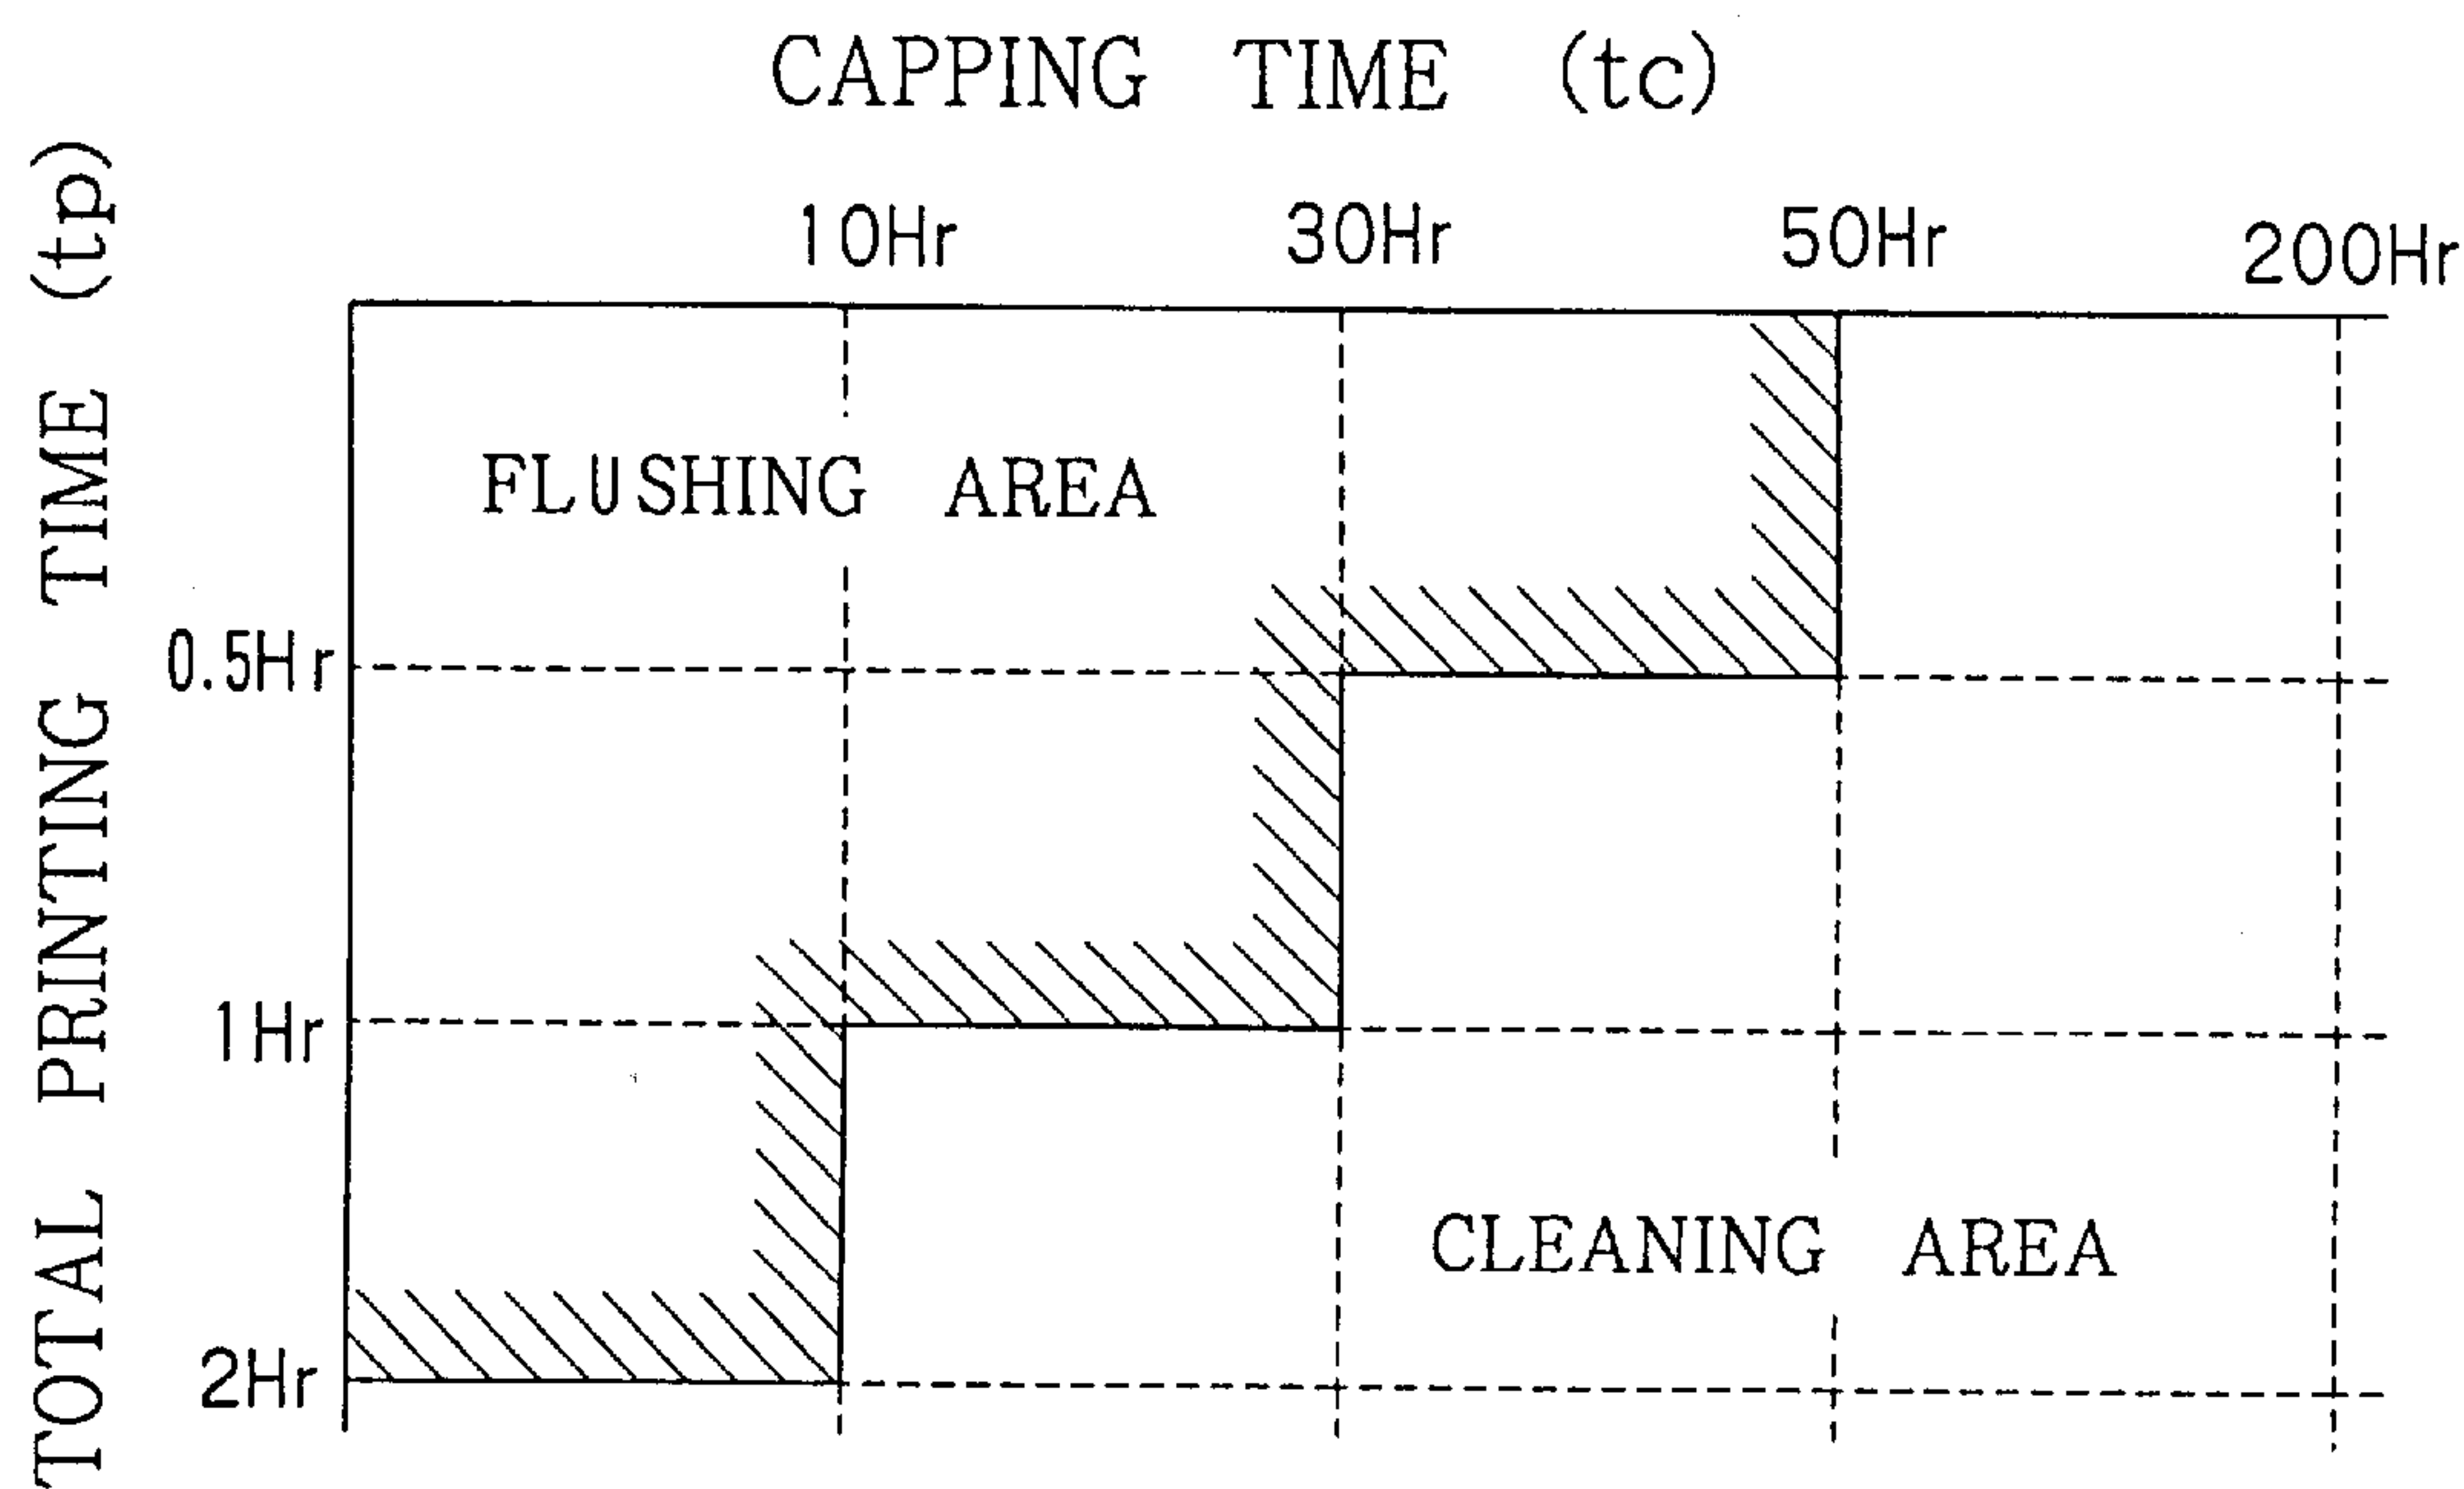 CAPPING TIME (tc)
10Hr 30Hr 50Hr 200Hr
TOTAL PRINTING TIME (tp)
FLUSHING AREA
0.5Hr
1Hr
CLEANING AREA
2Hr